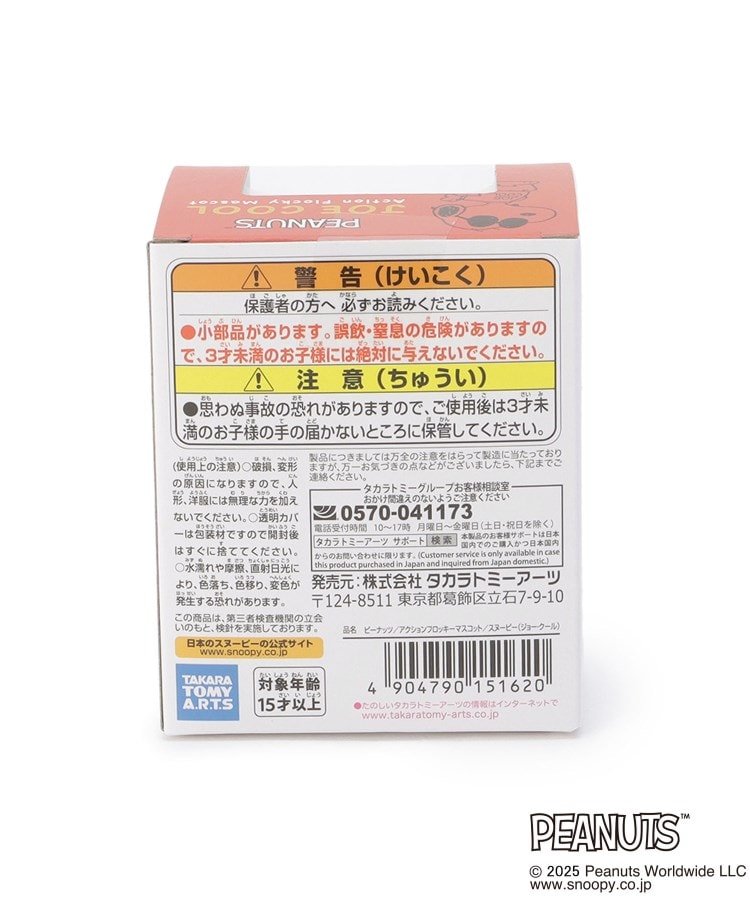 PEANUTS™
JOE COOL
Action Flocky Mascot
警告(けいこく)
保護者の方へ 必ずお読みください。
●小部品があります。誤飲・窒息の危険がありますの
で、3才未満のお子様には絶対に与えないでください。
注意(ちゅうい)
●思わぬ事故の恐れがありますので、ご使用後は3才未
満のお子様の手の届かないところに保管してください。
(使用上の注意)○破損、変形
の原因になりますので、人
形、洋服には無理な力を加え
ないでください。○透明カバ
ーは包装材ですので開封後
はすぐに捨ててください。
○水濡れや摩擦、直射日光に
より、色落ち、色移り、変色が
発生する恐れがあります。
この商品は、第三者検査機関の立会
いのもと、検針を実施しております。
日本のスヌーピーの公式サイト
www.snoopy.co.jp
TAKARA
TOMY
A.R.T.S
対象年齢
15才以上
製品につきましては万全の注意をはらって製造に当たっており
ますが、万一お気づきの点などがございましたら、下記までご
連絡ください。
タカラトミーグループお客様相談室
おかけ間違えのないようご注意ください
0570-041173
電話受付時間 10〜17時 月曜日〜金曜日(土日・祝日を除く)
タカラトミーアーツ サポート 検索 本製品のお客様サポートは日本
国内でのご購入かつ日本国内
からのお問い合わせに限ります。(Customer service is only available in case
this product purchased in Japan and inquired from Japan domestic.)
発売元:株式会社 タカラトミーアーツ
〒124-8511 東京都葛飾区立石7-9-10
品名 ピーナッツ/アクションフロッキーマスコット/スヌーピー(ジョークール)
4 904790 151620
●たのしいタカラトミーアーツの情報はインターネットで
www.takaratomy-arts.co.jp
PEANUTS™
© 2025 Peanuts Worldwide LLC
www.snoopy.co.jp